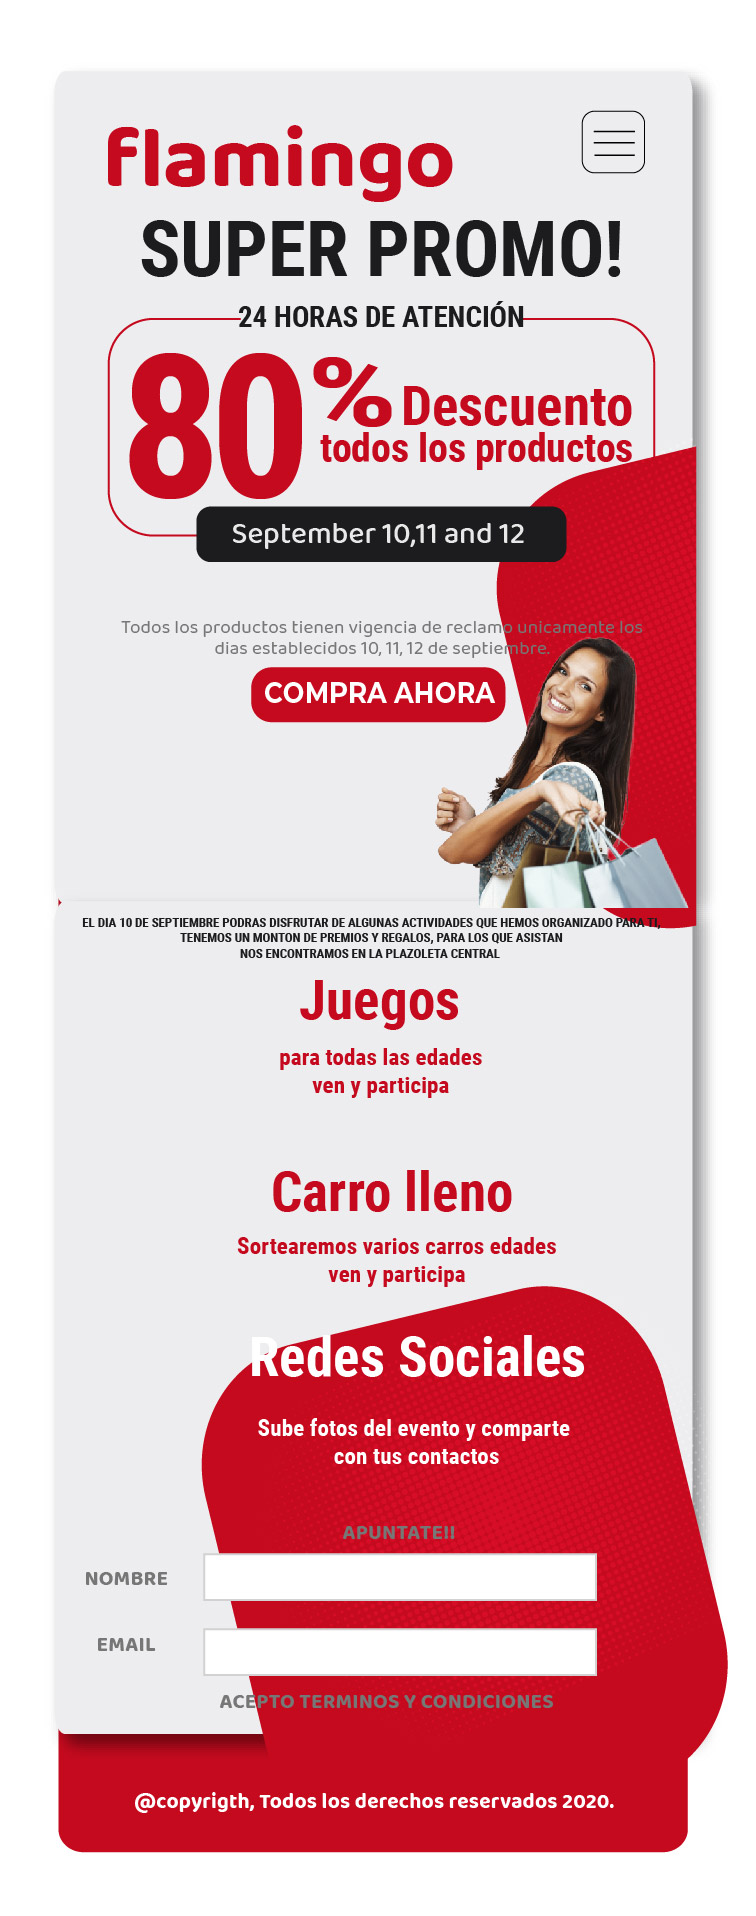 flamingo
SUPER PROMO!
24 HORAS DE ATENCIÓN
80% Descuento
todos los productos
September 10,11 and 12
Todos los productos tienen vigencia de reclamo unicamente los
dias establecidos 10, 11, 12 de septiembre.
COMPRA AHORA
EL DIA 10 DE SEPTIEMBRE PODRAS DISFRUTAR DE ALGUNAS ACTIVIDADES QUE HEMOS ORGANIZADO PARA TI,
TENEMOS UN MONTON DE PREMIOS Y REGALOS, PARA LOS QUE ASISTAN
NOS ENCONTRAMOS EN LA PLAZOLETA CENTRAL
Juegos
para todas las edades
ven y participa
Carro lleno
Sortearemos varios carros edades
ven y participa
Redes Sociales
Sube fotos del evento y comparte
con tus contactos
APUNTATE!!
NOMBRE
EMAIL
ACEPTO TERMINOS Y CONDICIONES
@copyrigth, Todos los derechos reservados 2020.